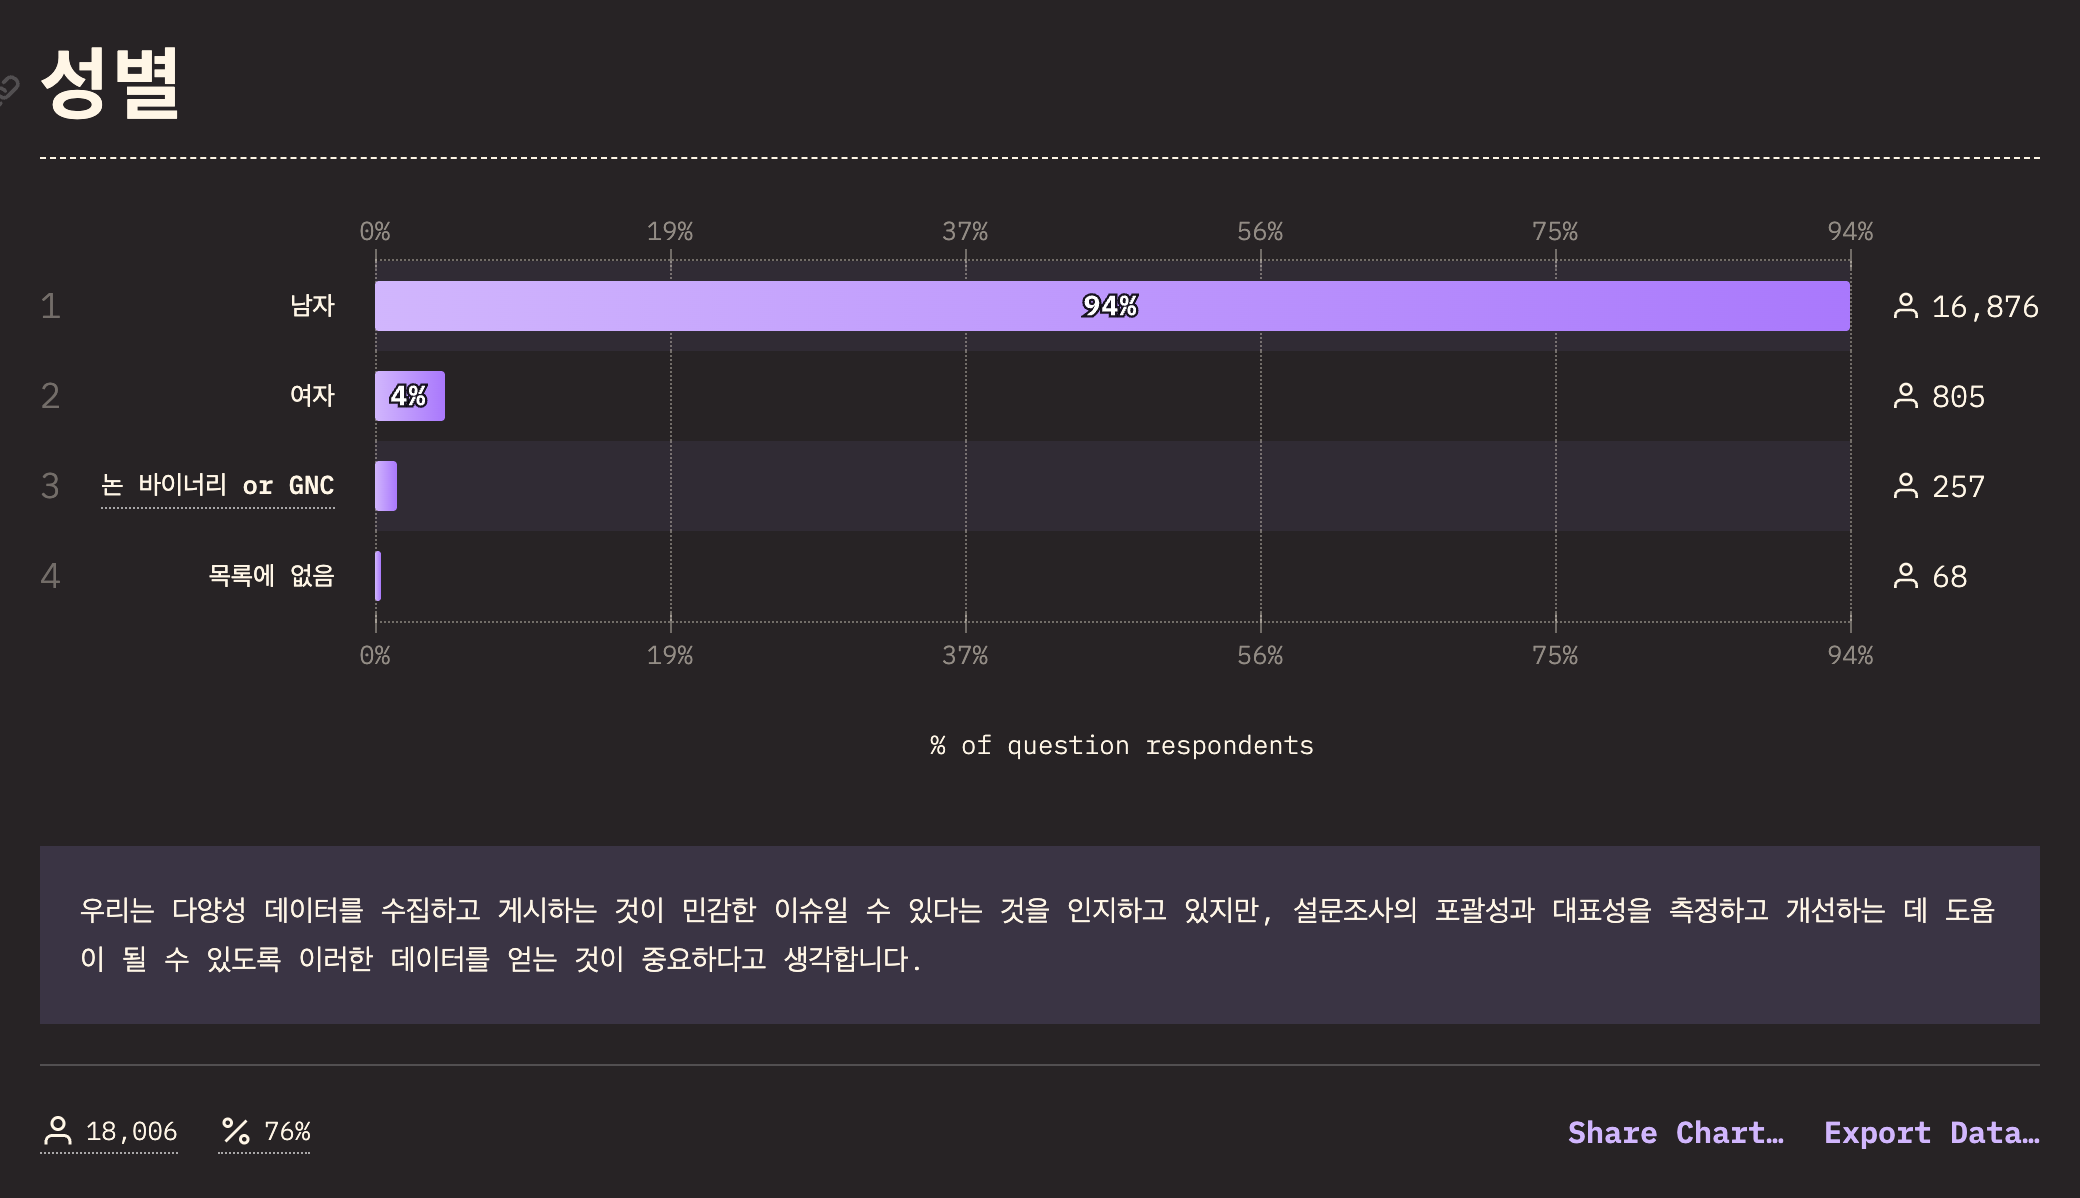 성별
0% 19% 37% 56% 75% 94%
1 남자 94% 16,876
2 여자 4% 805
3 논 바이너리 or GNC 257
4 목록에 없음 68
0% 19% 37% 56% 75% 94%
% of question respondents
우리는 다양성 데이터를 수집하고 게시하는 것이 민감한 이슈일 수 있다는 것을 인지하고 있지만, 설문조사의 포괄성과 대표성을 측정하고 개선하는 데 도움
이 될 수 있도록 이러한 데이터를 얻는 것이 중요하다고 생각합니다.
18,006 % 76% Share Chart… Export Data…